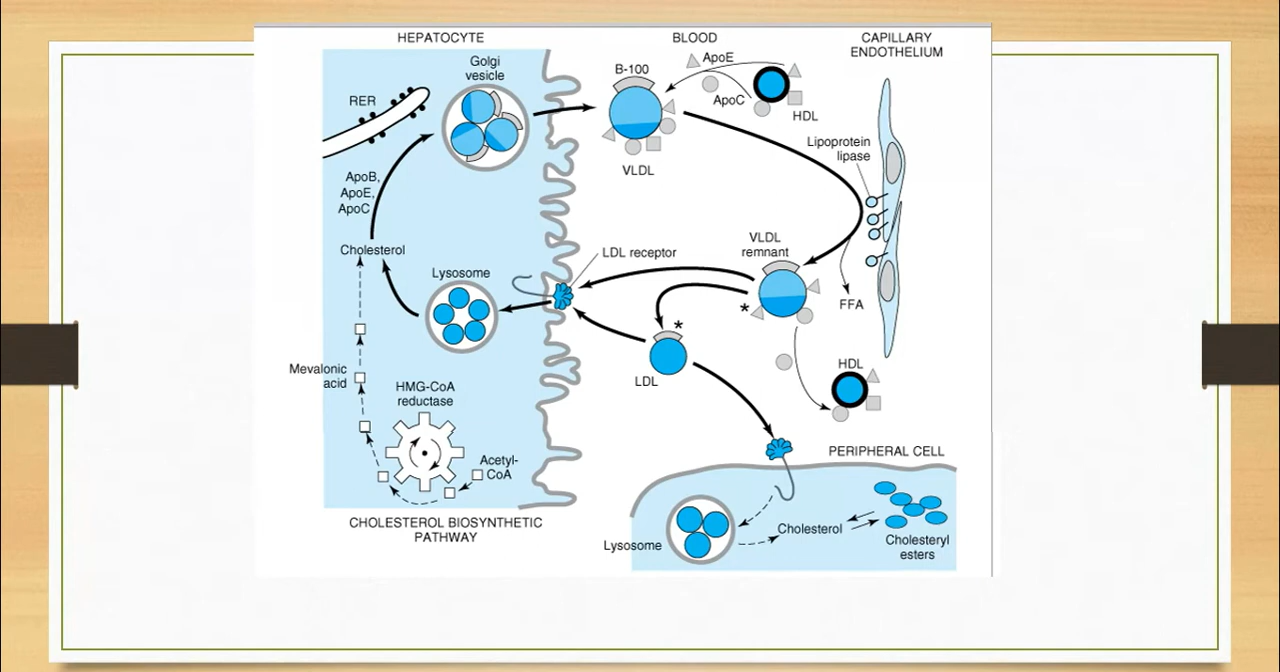 HEPATOCYTE
BLOOD
CAPILLARY
ENDOTHELIUM
Golgi
vesicle
RER
B-100
ApoE
ApoC
HDL
VLDL
Lipoprotein
lipase
ApoB,
ApoE,
ApoC
Cholesterol
Lysosome
LDL receptor
VLDL
remnant
*
FFA
*
LDL
HDL
Mevalonic
acid
HMG-CoA
reductase
Acetyl-
CoA
CHOLESTEROL BIOSYNTHETIC
PATHWAY
PERIPHERAL CELL
Lysosome
Cholesterol
Cholesteryl
esters